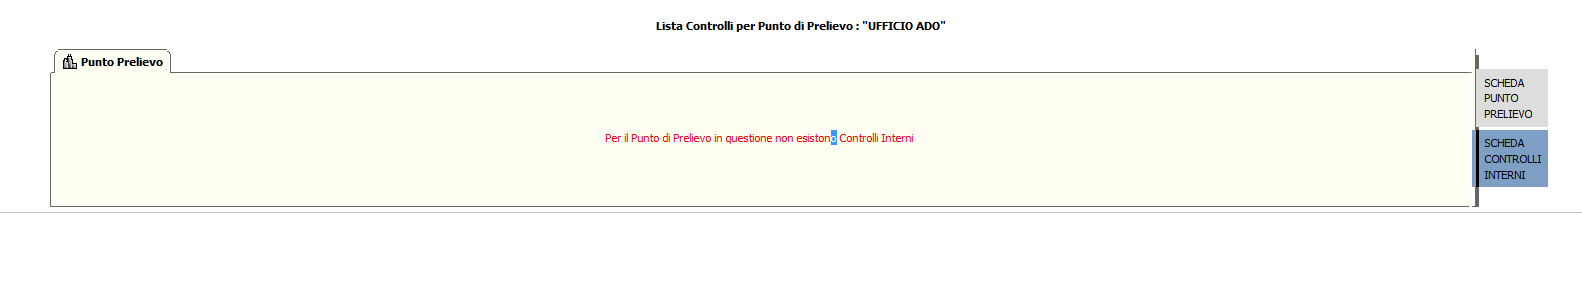 Lista Controlli per Punto di Prelievo : "UFFICIO ADO"
Punto Prelievo
Per il Punto di Prelievo in questione non esistono Controlli Interni
SCHEDA
PUNTO
PRELIEVO
SCHEDA
CONTROLLI
INTERNI